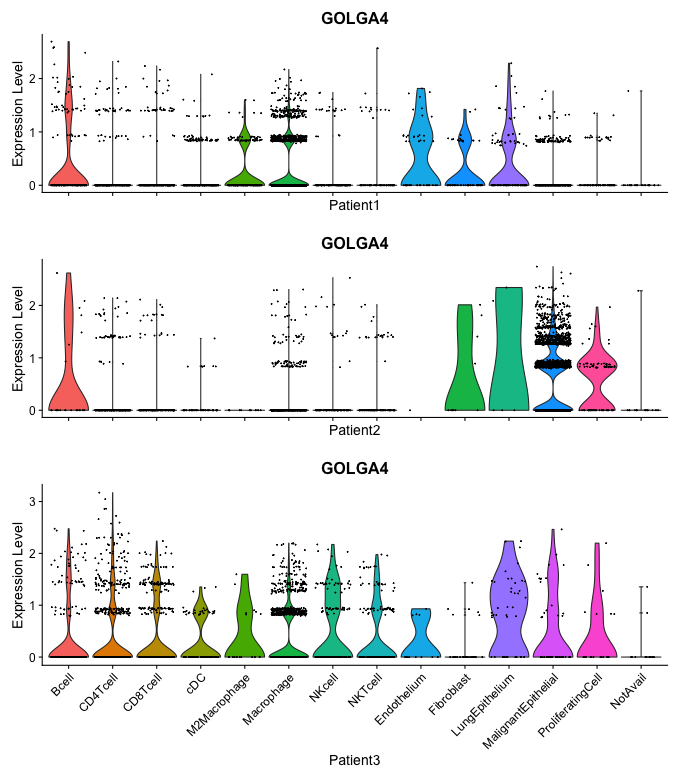 GOLGA4
Expression Level
2
1
0
Patient1
GOLGA4
Expression Level
2
1
0
Patient2
GOLGA4
Expression Level
3
2
1
0
Bcell
CD4Tcell
CD8Tcell
cDC
M2Macrophage
Macrophage
NKcell
NKTcell
Endothelium
Fibroblast
LungEpithelium
MalignantEpithelial
ProliferatingCell
NotAvail
Patient3